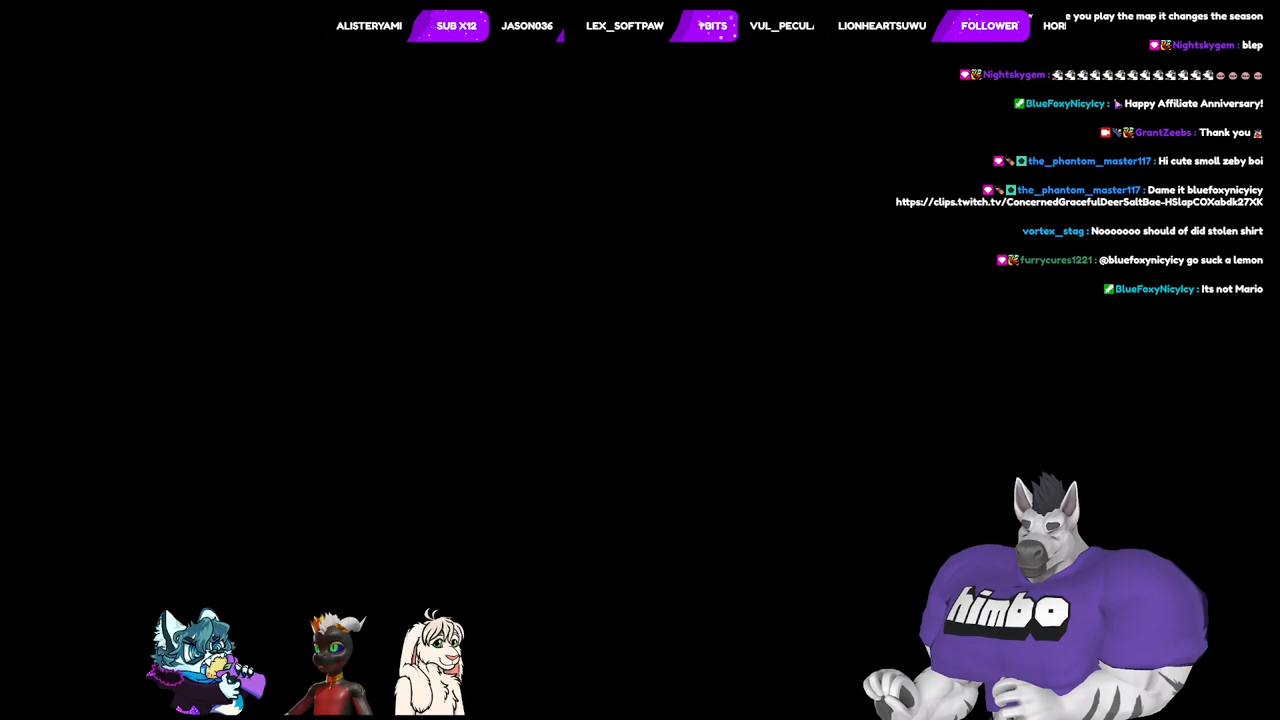 ALISTERYAMI SUB X12 JASON036 LEX_SOFTPAW BITS VUL_PECUL LIONHEARTSUWU FOLLOWER HOR
e you play the map it changes the season
Nightskygem : blep
Nightskygem :
BlueFoxyNicyIcy : Happy Affiliate Anniversary!
GrantZeebs : Thank you
the_phantom_master117 : Hi cute smoll zeby boi
the_phantom_master117 : Dame it bluefoxynicyicy
https://clips.twitch.tv/ConcernedGracefulDeerSaltBae-HSlapCOXabdk27XK
vortex_stag : Nooooooo should of did stolen shirt
furrycures1221 : @bluefoxynicyicy go suck a lemon
BlueFoxyNicyIcy : Its not Mario
himbo